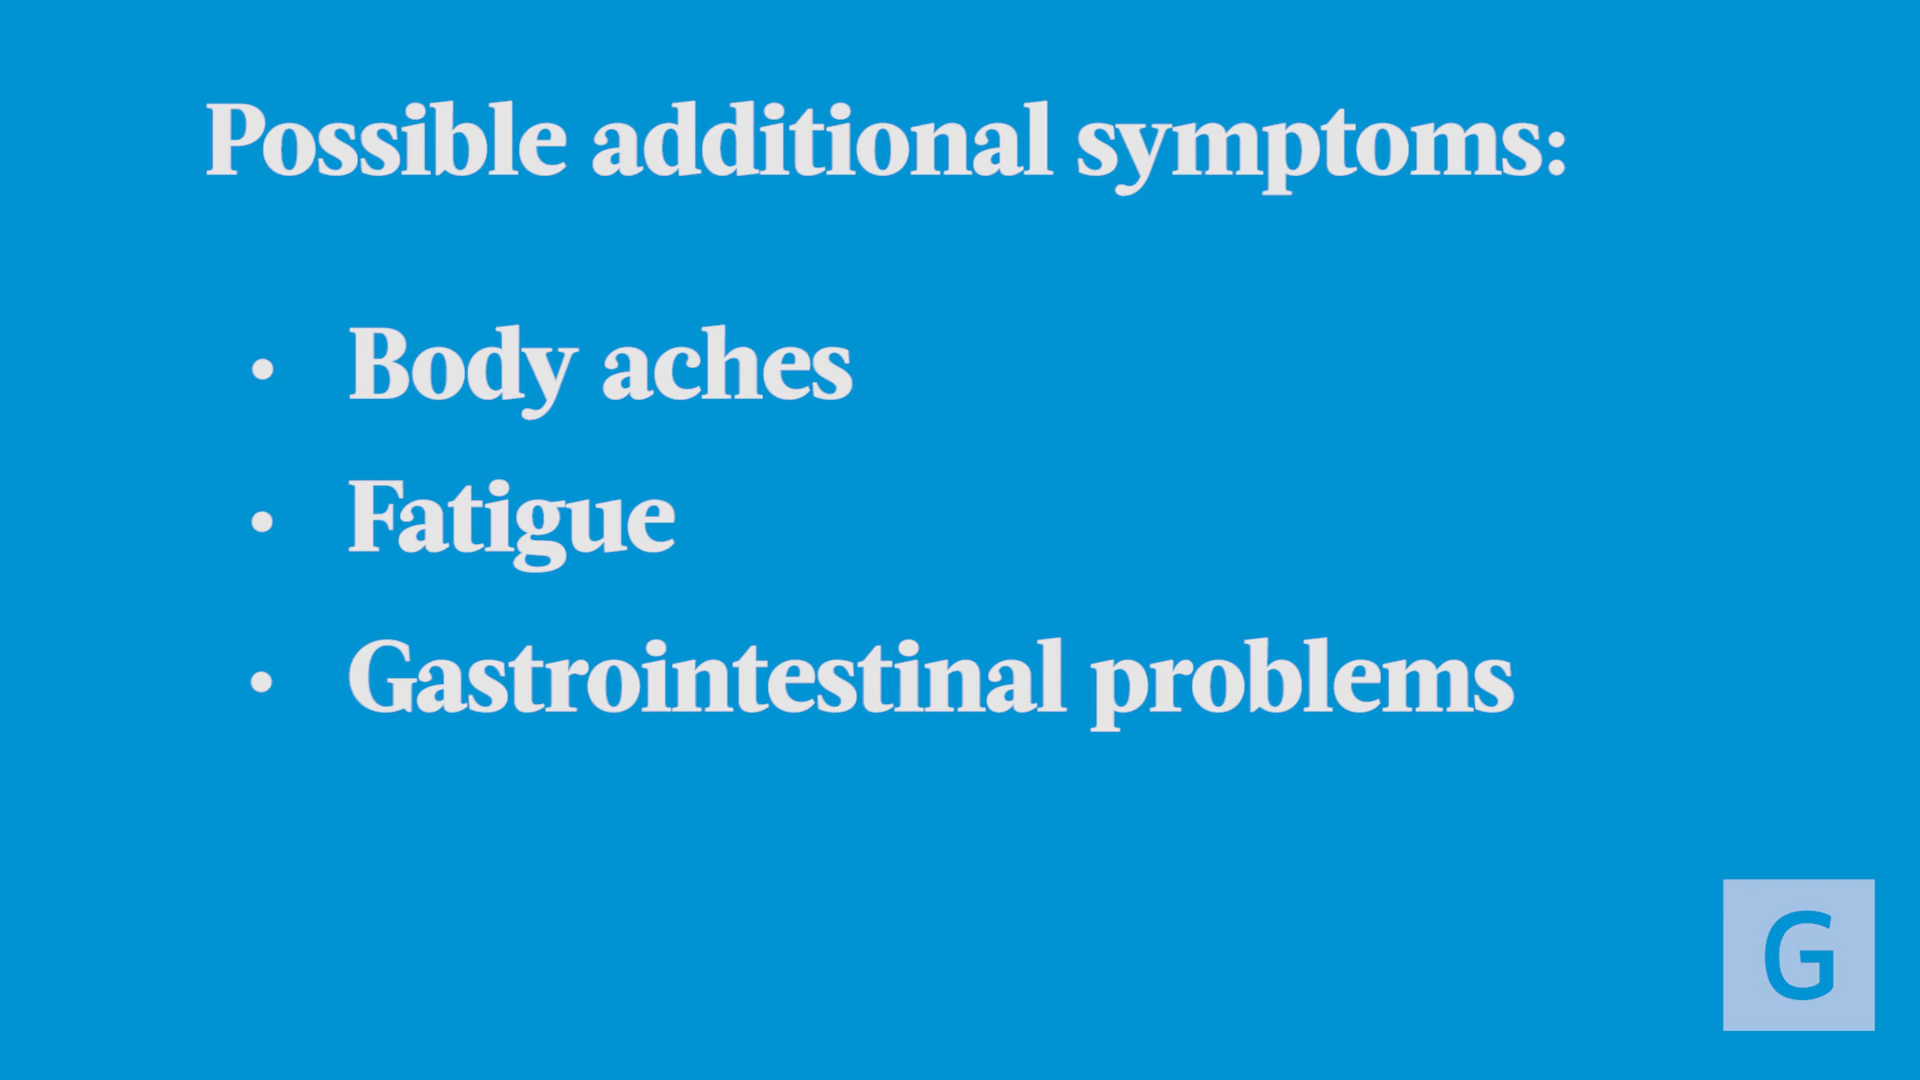 Possible additional symptoms:
• Body aches
• Fatigue
• Gastrointestinal problems
G